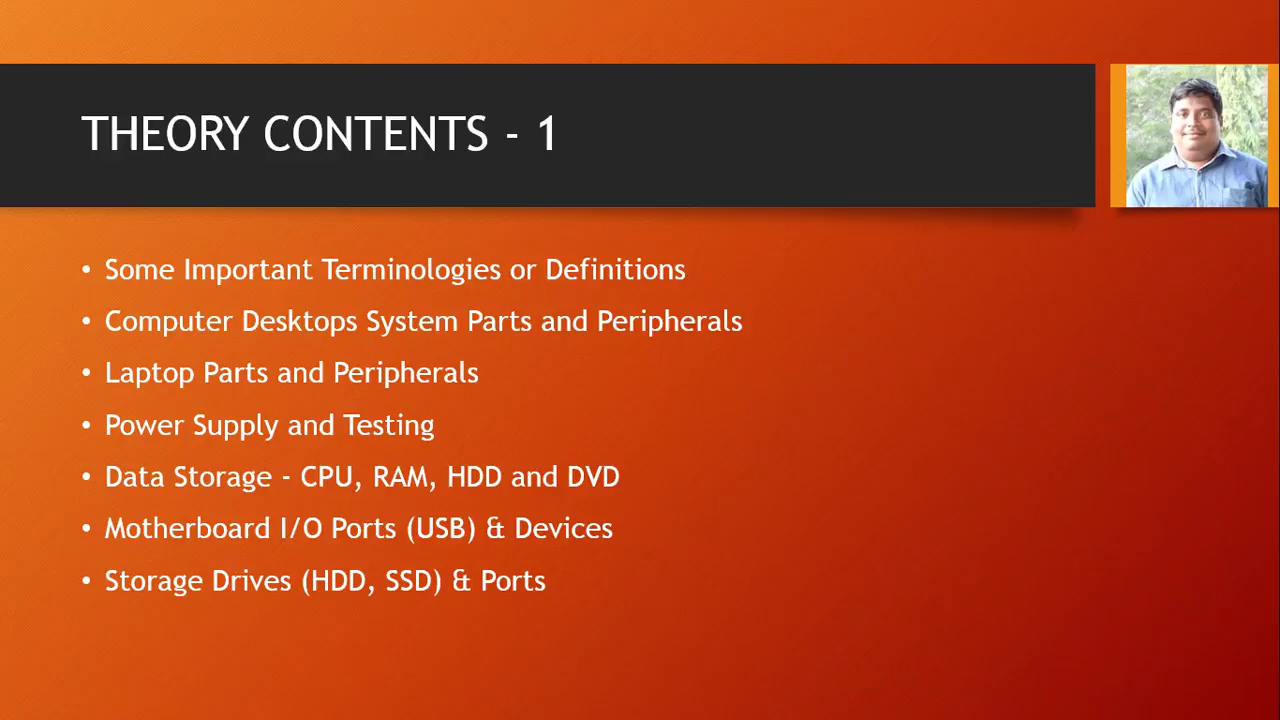 THEORY CONTENTS - 1
• Some Important Terminologies or Definitions
• Computer Desktops System Parts and Peripherals
• Laptop Parts and Peripherals
• Power Supply and Testing
• Data Storage - CPU, RAM, HDD and DVD
• Motherboard I/O Ports (USB) & Devices
• Storage Drives (HDD, SSD) & Ports